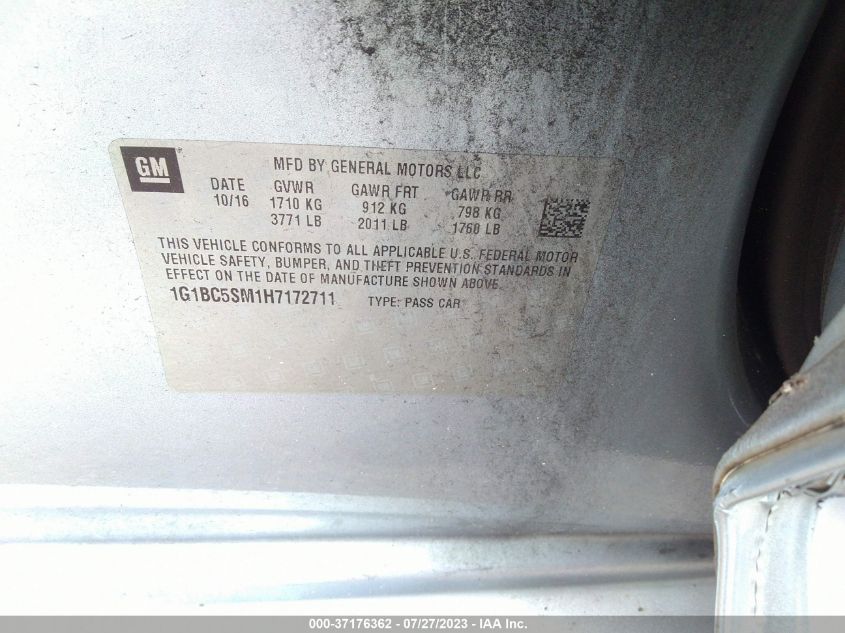 GM
MFD BY GENERAL MOTORS LLC
DATE GVWR GAWR FRT GAWR RR
10/16 1710 KG 912 KG 798 KG
3771 LB 2011 LB 1760 LB
THIS VEHICLE CONFORMS TO ALL APPLICABLE U.S. FEDERAL MOTOR
VEHICLE SAFETY, BUMPER, AND THEFT PREVENTION STANDARDS IN
EFFECT ON THE DATE OF MANUFACTURE SHOWN ABOVE.
1G1BC5SM1H7172711 TYPE: PASS CAR
000-37176362 / 07/27/2023 / IAA Inc.